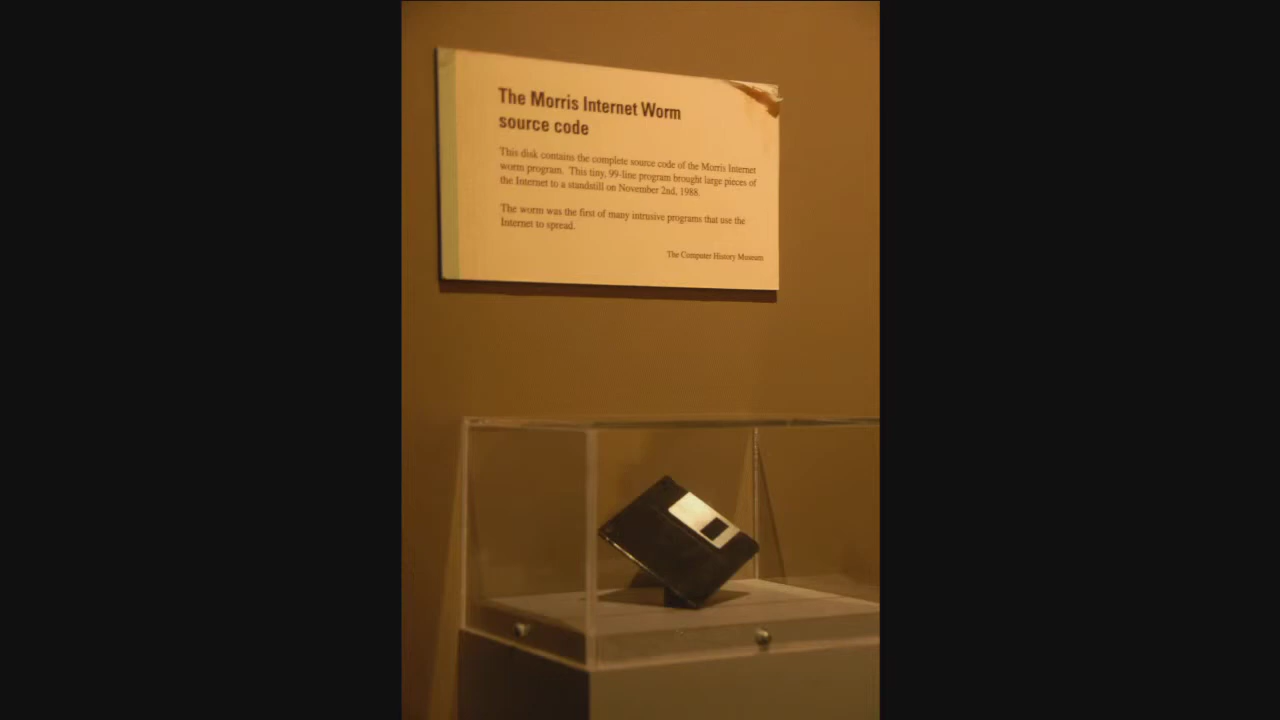 The Morris Internet Worm
source code
This disk contains the complete source code of the Morris Internet
worm program. This tiny, 99-line program brought large pieces of
the Internet to a standstill on November 2nd, 1988.
The worm was the first of many intrusive programs that use the
Internet to spread.
The Computer History Museum